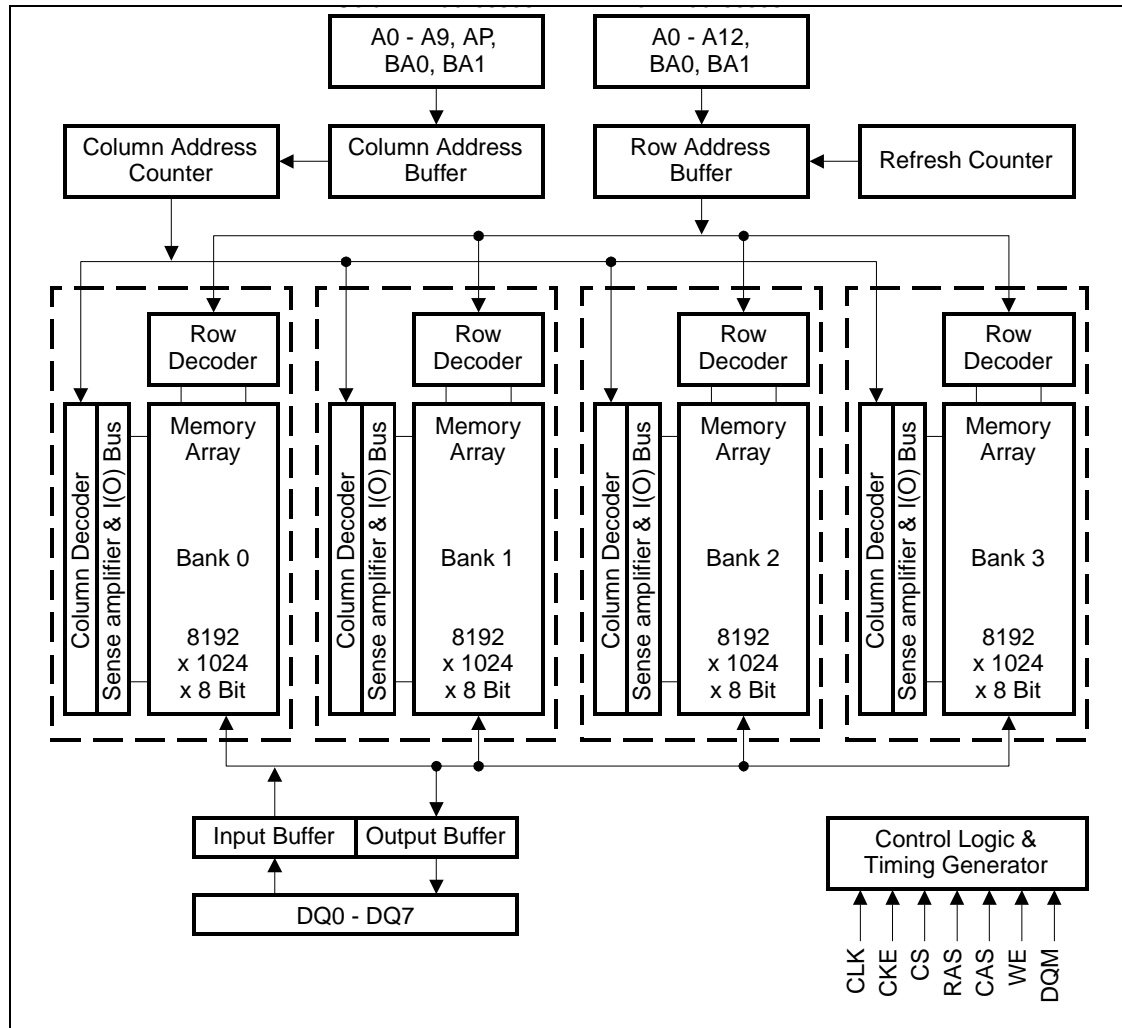 A0 - A9, AP,
BA0, BA1
A0 - A12,
BA0, BA1
Column Address
Counter
Column Address
Buffer
Row Address
Buffer
Refresh Counter
Row
Decoder
Row
Decoder
Row
Decoder
Row
Decoder
Column Decoder
Sense amplifier & I(O) Bus
Memory
Array
Bank 0
8192
x 1024
x 8 Bit
Column Decoder
Sense amplifier & I(O) Bus
Memory
Array
Bank 1
8192
x 1024
x 8 Bit
Column Decoder
Sense amplifier & I(O) Bus
Memory
Array
Bank 2
8192
x 1024
x 8 Bit
Column Decoder
Sense amplifier & I(O) Bus
Memory
Array
Bank 3
8192
x 1024
x 8 Bit
Input Buffer
Output Buffer
DQ0 - DQ7
Control Logic &
Timing Generator
CLK
CKE
CS
RAS
CAS
WE
DQM